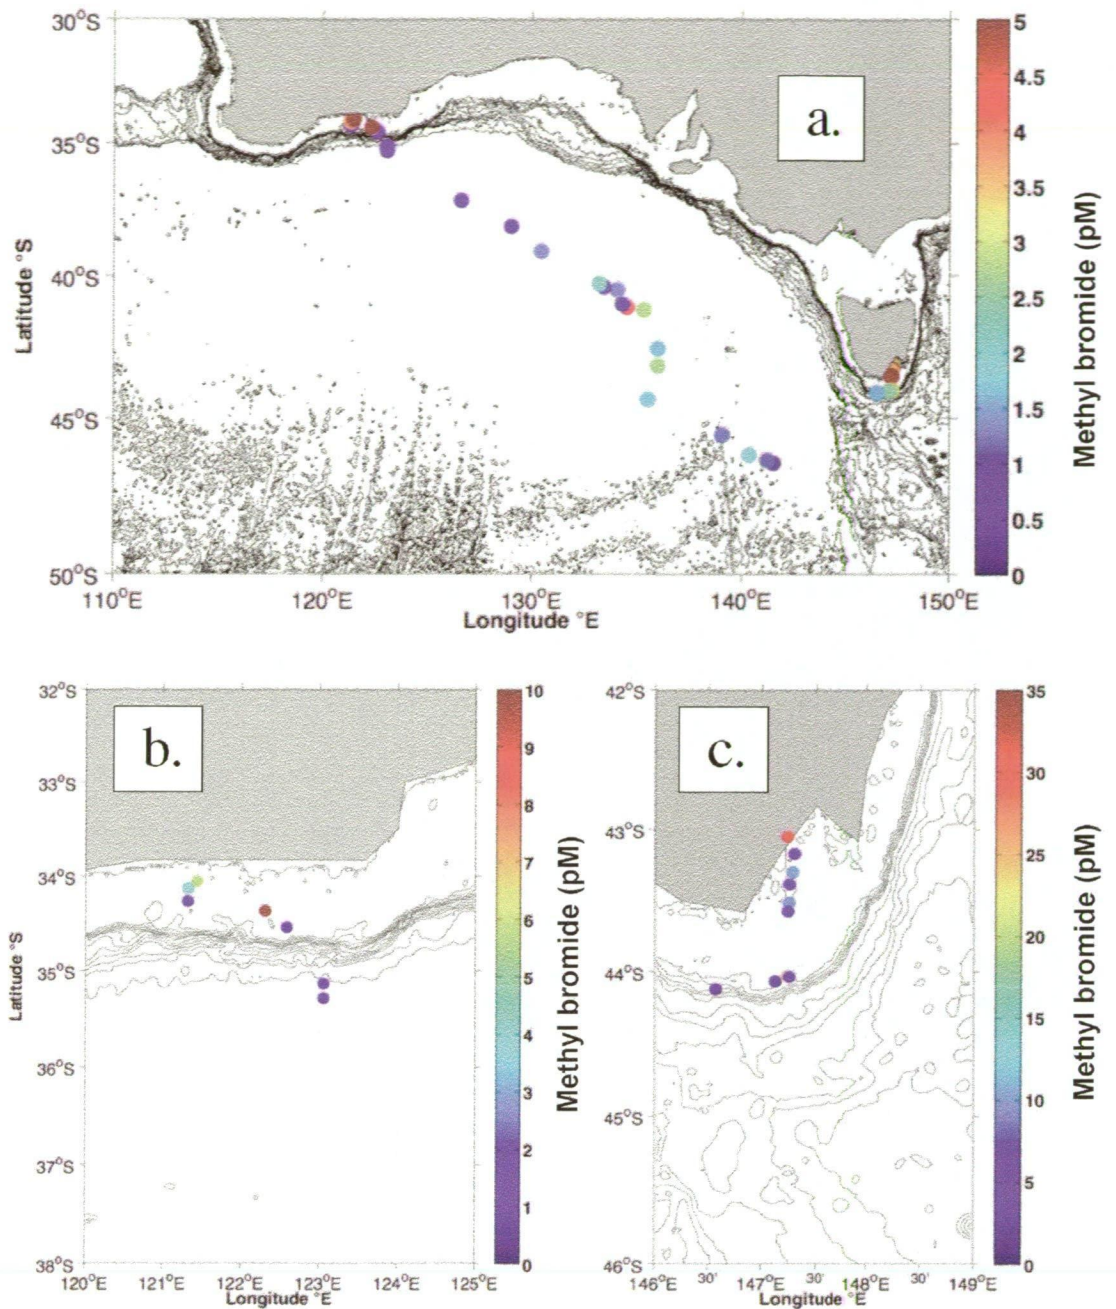 30°S
35°S
40°S
45°S
50°S
Latitude °S
110°E
120°E
130°E
140°E
150°E
Longitude °E
a.
5
4.5
4
3.5
3
2.5
2
1.5
1
0.5
0
Methyl bromide (pM)
32°S
33°S
34°S
35°S
36°S
37°S
38°S
Latitude °S
120°E
121°E
122°E
123°E
124°E
125°E
Longitude °E
b.
10
9
8
7
6
5
4
3
2
1
0
Methyl bromide (pM)
42°S
43°S
44°S
45°S
46°S
146°E
30'
147°E
30'
148°E
30'
149°E
Longitude °E
c.
35
30
25
20
15
10
5
0
Methyl bromide (pM)